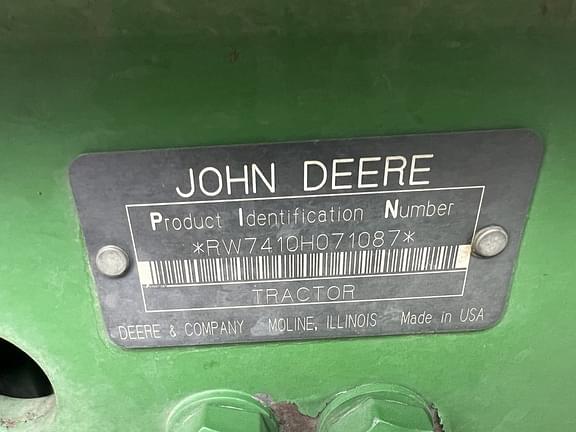 JOHN DEERE
Product Identification Number
*RW7410H071087*
TRACTOR
DEERE & COMPANY MOLINE, ILLINOIS Made in USA